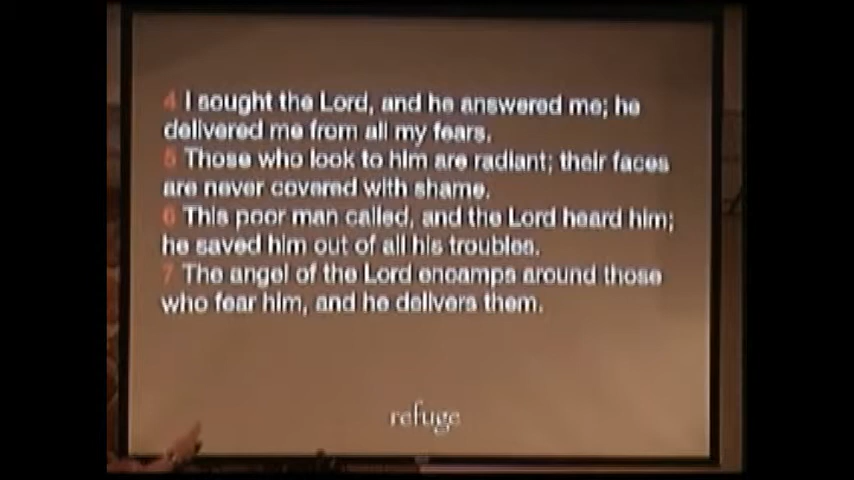 4 I sought the Lord, and he answered me; he
delivered me from all my fears.
5 Those who look to him are radiant; their faces
are never covered with shame.
6 This poor man called, and the Lord heard him;
he saved him out of all his troubles.
7 The angel of the Lord encamps around those
who fear him, and he delivers them.
refuge